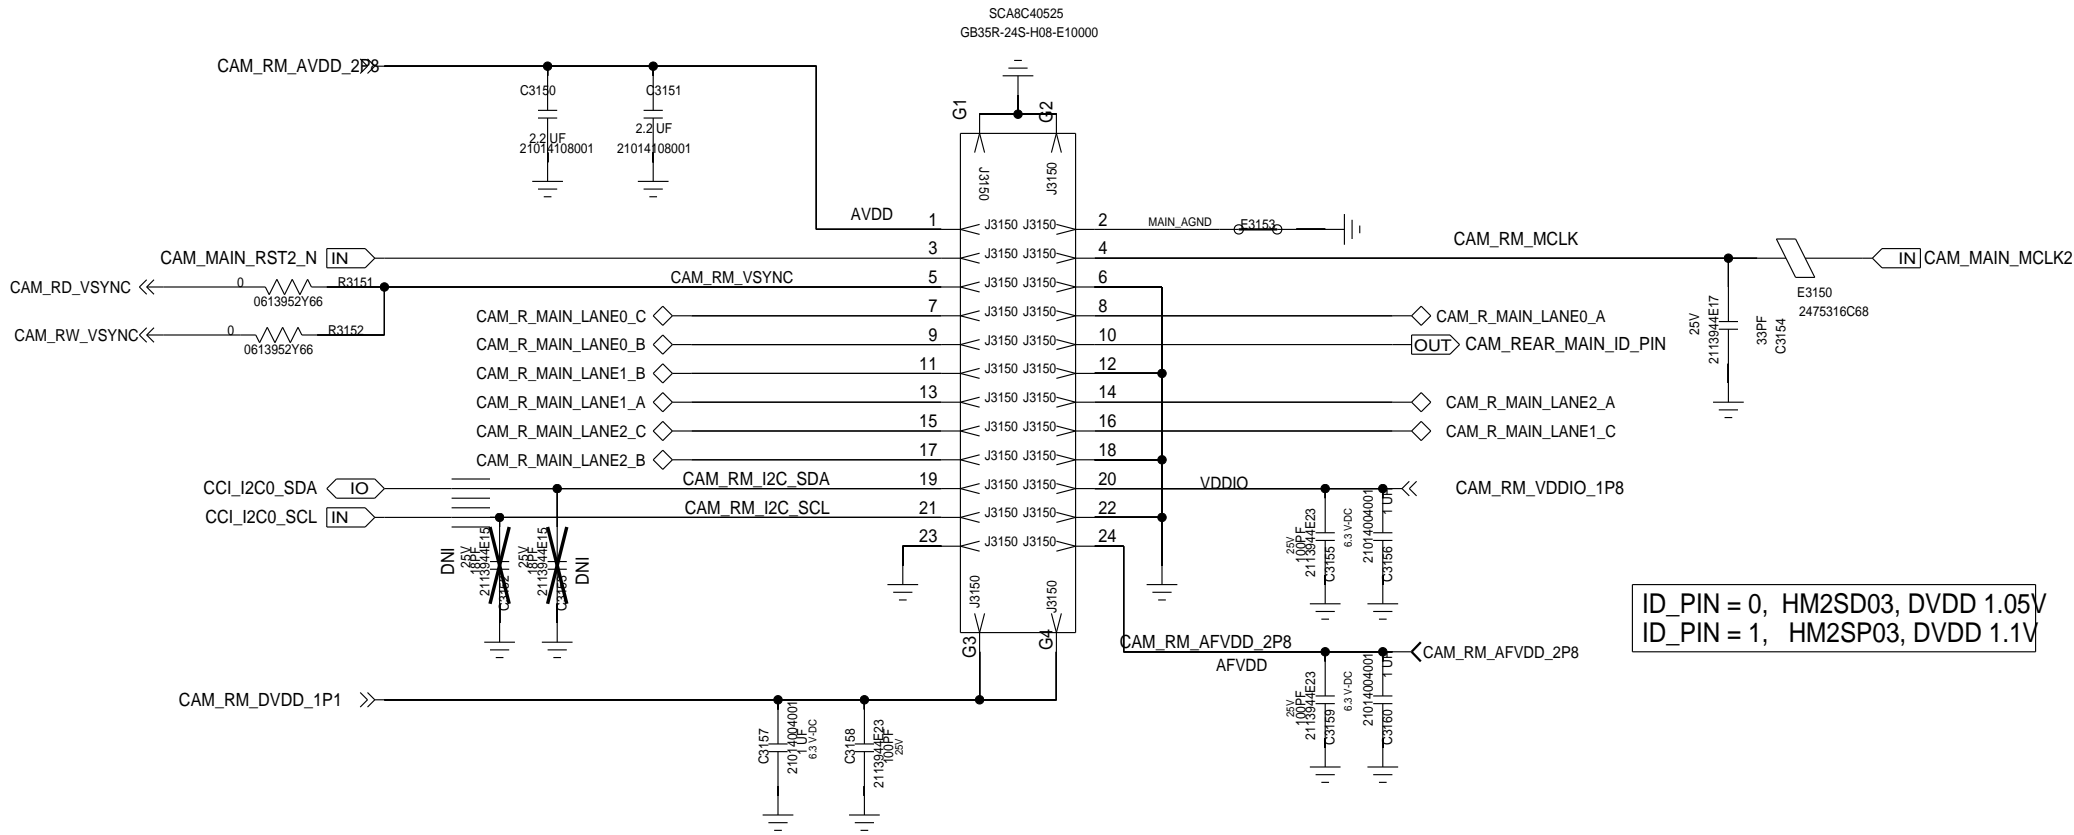 SCA8C40525
GB35R-24S-H08-E10000
CAM_RM_AVDD_2P8
C3150
2.2 UF
21014108001
C3151
2.2 UF
21014108001
G1
G2
J3150
J3150
AVDD
1 J3150 J3150 2
MAIN_AGND
E3153
CAM_MAIN_RST2_N IN
3 J3150 J3150 4
CAM_RM_MCLK
IN CAM_MAIN_MCLK2
E3150
2475316C68
25V
2113944E17
33PF
C3154
CAM_RD_VSYNC
0
R3151
0613952Y66
CAM_RM_VSYNC
5 J3150 J3150 6
CAM_RW_VSYNC
0
R3152
0613952Y66
CAM_R_MAIN_LANE0_C
7 J3150 J3150 8
CAM_R_MAIN_LANE0_A
CAM_R_MAIN_LANE0_B
9 J3150 J3150 10
OUT CAM_REAR_MAIN_ID_PIN
CAM_R_MAIN_LANE1_B
11 J3150 J3150 12
CAM_R_MAIN_LANE1_A
13 J3150 J3150 14
CAM_R_MAIN_LANE2_A
CAM_R_MAIN_LANE2_C
15 J3150 J3150 16
CAM_R_MAIN_LANE1_C
CAM_R_MAIN_LANE2_B
17 J3150 J3150 18
CCI_I2C0_SDA IO
CAM_RM_I2C_SDA
19 J3150 J3150 20
VDDIO
CAM_RM_VDDIO_1P8
CCI_I2C0_SCL IN
CAM_RM_I2C_SCL
21 J3150 J3150 22
23 J3150 J3150 24
DNI
25V
18PF
2113944E15
C3152
25V
18PF
2113944E15
C3153
DNI
25V
100PF
2113944E23
C3155
6.3 V-DC
21014004001
1 UF
C3156
J3150
J3150
G3
G4
CAM_RM_AFVDD_2P8
AFVDD
CAM_RM_AFVDD_2P8
25V
100PF
2113944E23
C3159
6.3 V-DC
21014004001
1 UF
C3160
ID_PIN = 0, HM2SD03, DVDD 1.05V
ID_PIN = 1, HM2SP03, DVDD 1.1V
CAM_RM_DVDD_1P1
C3157
21014004001
1 UF
6.3 V-DC
C3158
2113944E23
100PF
25V